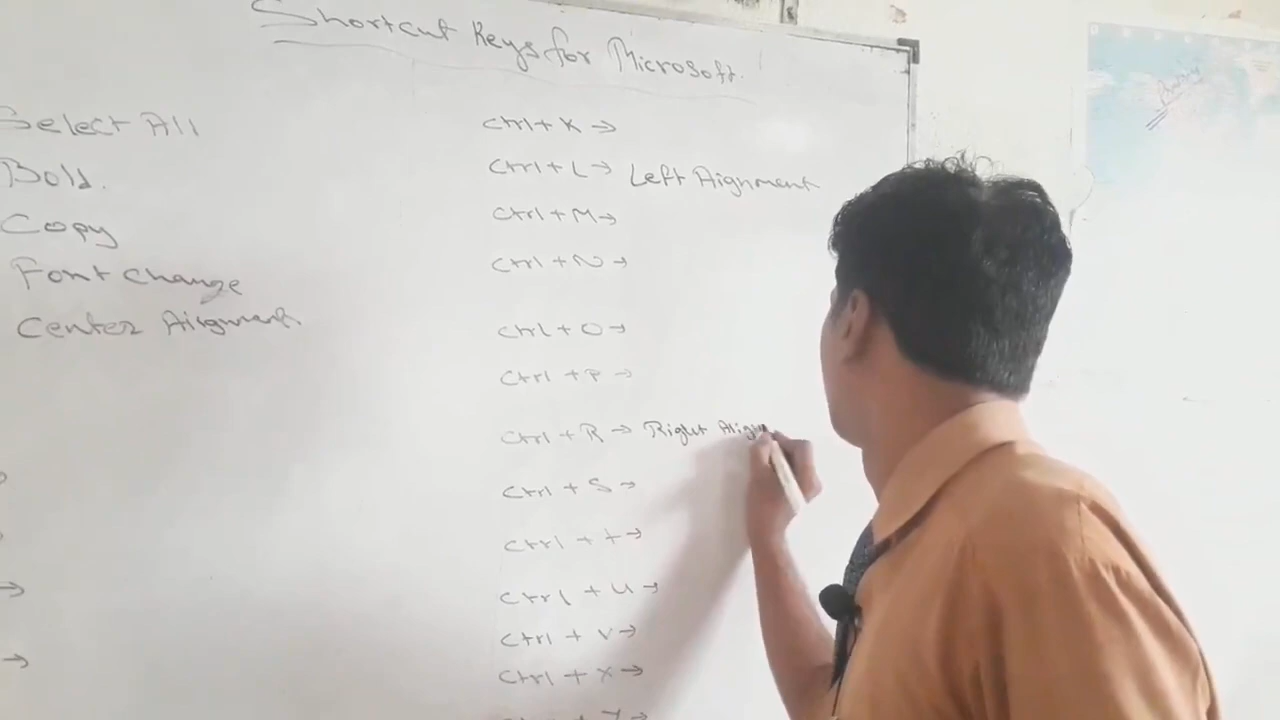 Shortcut Keys for Microsoft.
Select All
Bold.
Copy
Font Change
Center Alignment.
Ctrl + K →
Ctrl + L → Left Alignment
Ctrl + M →
Ctrl + N →
Ctrl + O →
Ctrl + P →
Ctrl + R → Right Align
Ctrl + S →
Ctrl + t →
Ctrl + U →
Ctrl + V →
Ctrl + X →